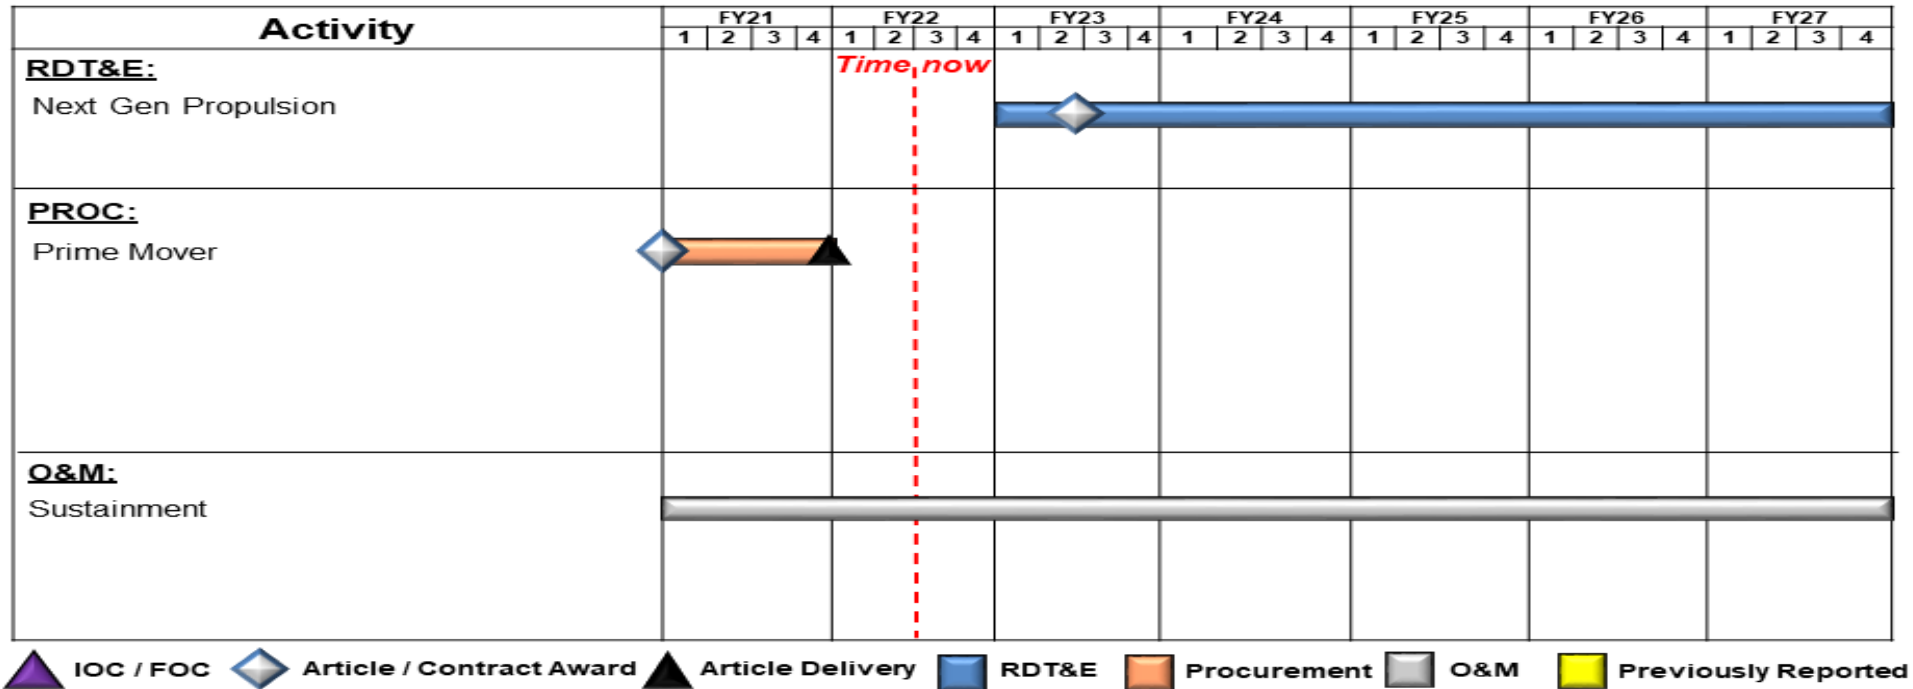 Activity
FY21 FY22 FY23 FY24 FY25 FY26 FY27
1 2 3 4 1 2 3 4 1 2 3 4 1 2 3 4 1 2 3 4 1 2 3 4 1 2 3 4
RDT&E:
Time now
Next Gen Propulsion
PROC:
Prime Mover
O&M:
Sustainment
IOC / FOC Article / Contract Award Article Delivery RDT&E Procurement O&M Previously Reported